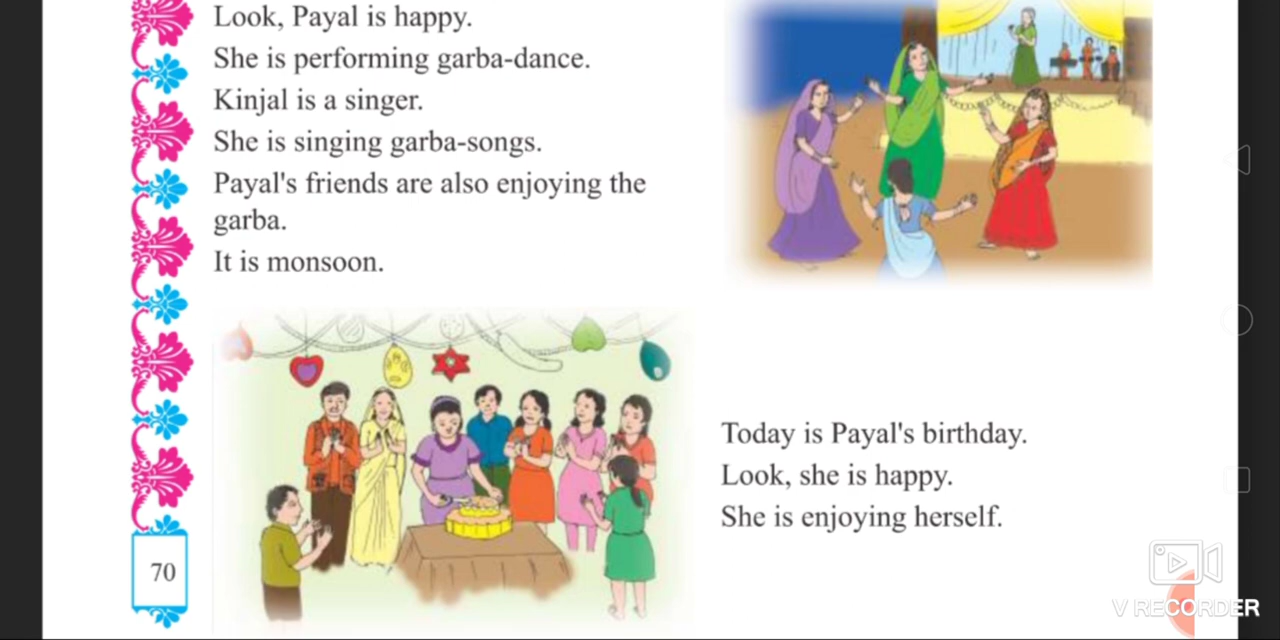 Look, Payal is happy.
She is performing garba-dance.
Kinjal is a singer.
She is singing garba-songs.
Payal's friends are also enjoying the
garba.
It is monsoon.
Today is Payal's birthday.
Look, she is happy.
She is enjoying herself.
70
V RECORDER